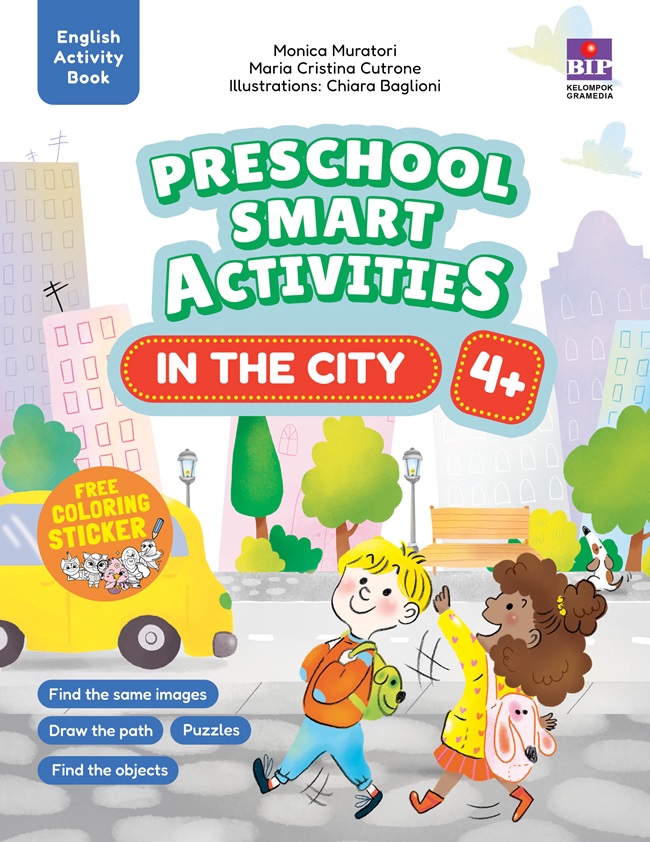 English
Activity
Book
Monica Muratori
Maria Cristina Cutrone
Illustrations: Chiara Baglioni
BIP
KELOMPOK
GRAMEDIA
PRESCHOOL
SMART
ACTIVITIES
IN THE CITY
4+
FREE
COLORING
STICKER
Find the same images
Draw the path
Puzzles
Find the objects